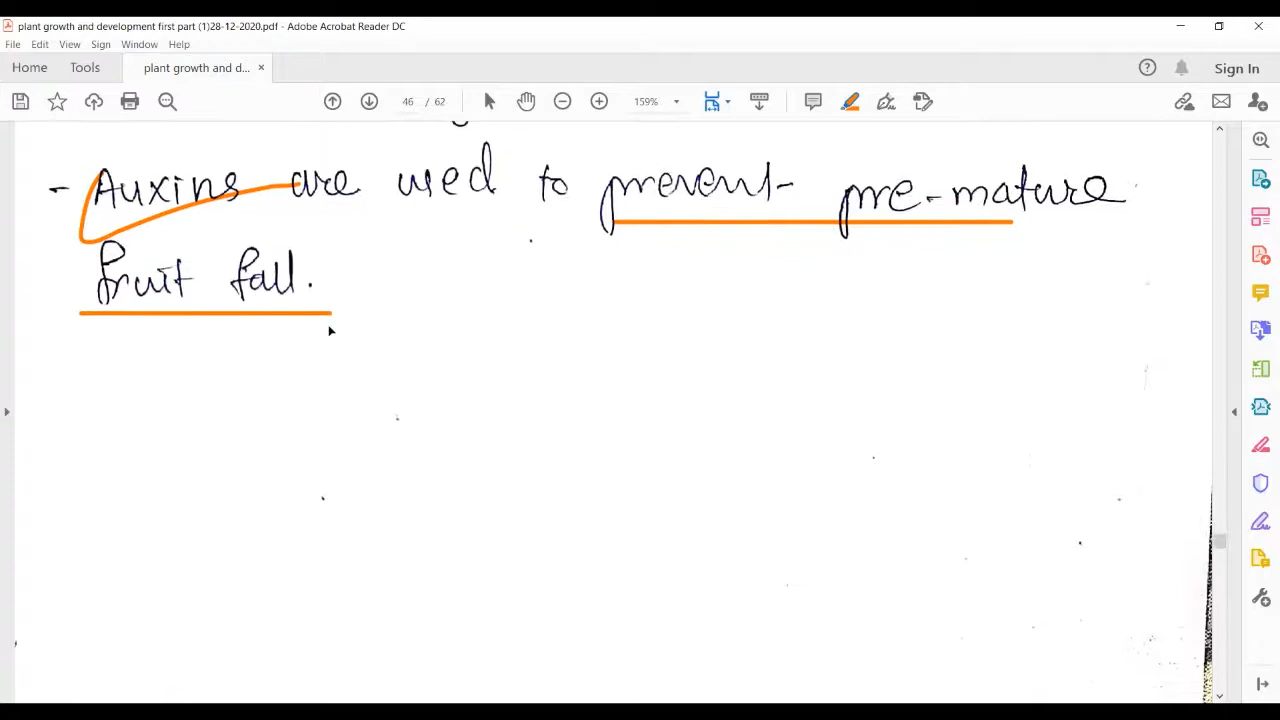 plant growth and development first part (1)28-12-2020.pdf - Adobe Acrobat Reader DC
File Edit View Sign Window Help
Home Tools plant growth and d... × Sign In
46 / 62 159%
- Auxins are used to prevent pre-mature
fruit fall.